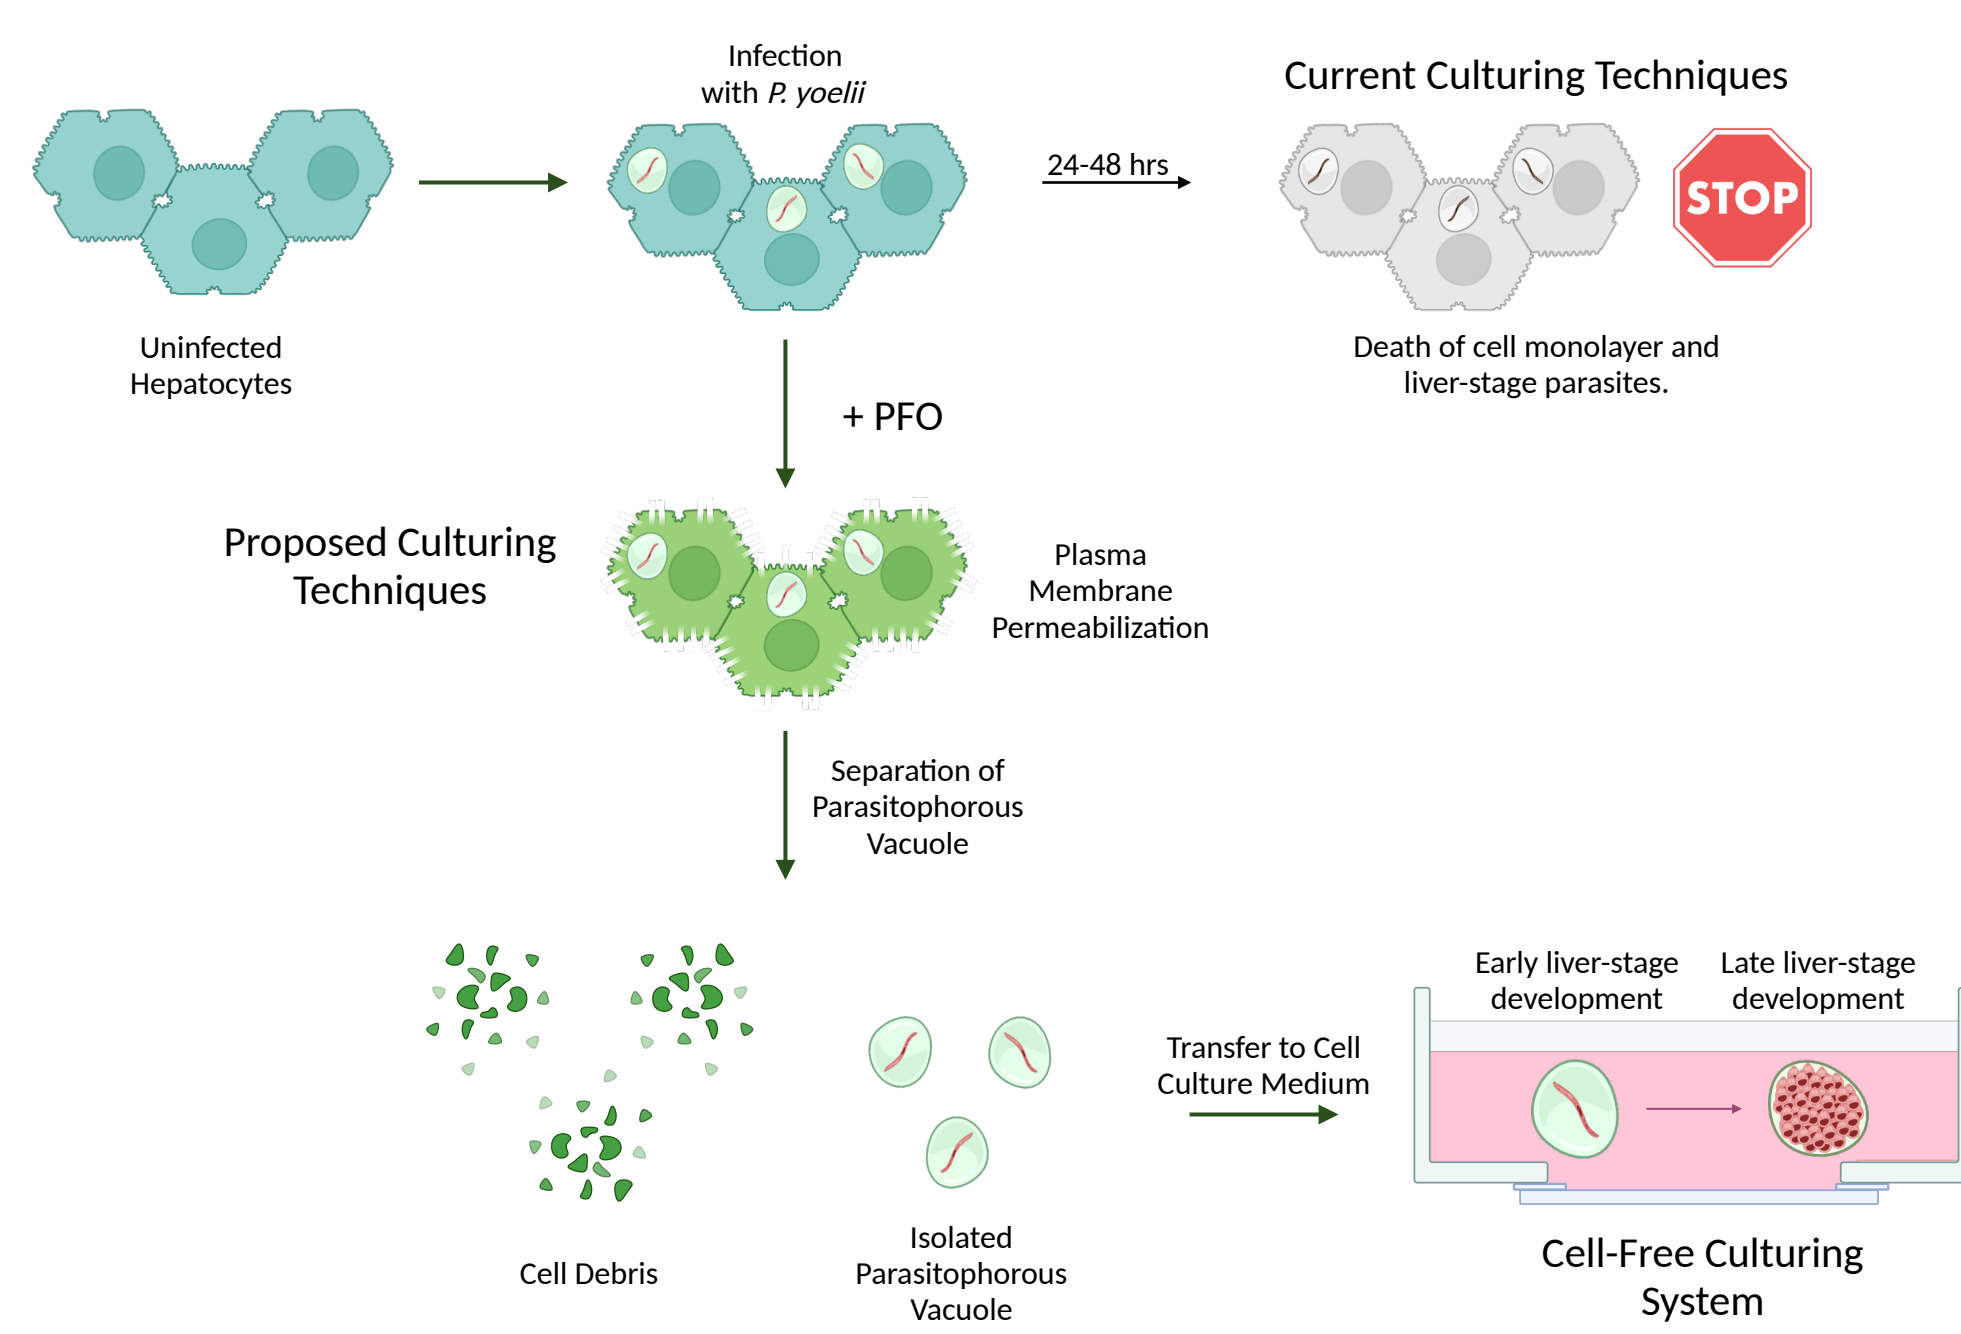 Infection
with P. yoelii
Current Culturing Techniques
24-48 hrs
STOP
Uninfected
Hepatocytes
Death of cell monolayer and
liver-stage parasites.
+ PFO
Proposed Culturing
Techniques
Plasma
Membrane
Permeabilization
Separation of
Parasitophorous
Vacuole
Early liver-stage
development
Late liver-stage
development
Transfer to Cell
Culture Medium
Cell Debris
Isolated
Parasitophorous
Vacuole
Cell-Free Culturing
System